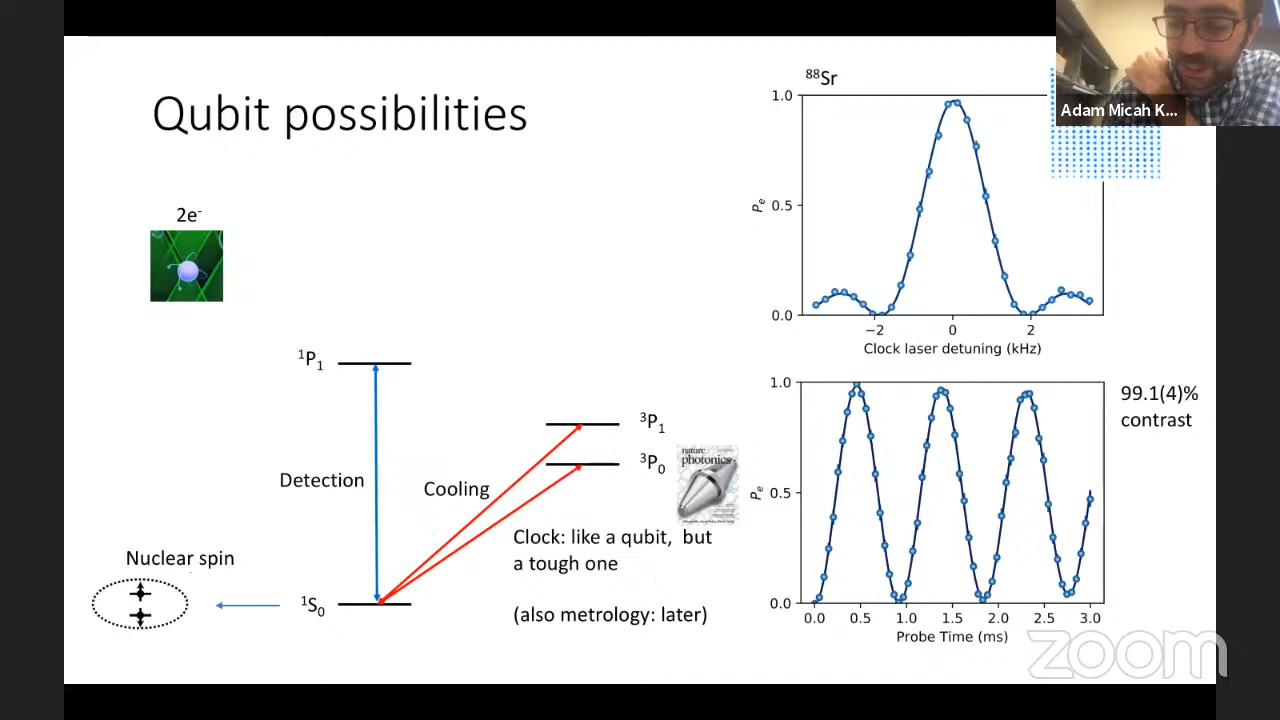 Qubit possibilities
2e⁻
¹P₁
Detection
Cooling
³P₁
³P₀
nature
photonics
Clock: like a qubit, but
a tough one
(also metrology: later)
Nuclear spin
¹S₀
⁸⁸Sr
1.0
0.5
0.0
Pₑ
−2 0 2
Clock laser detuning (kHz)
1.0
0.5
0.0
Pₑ
0.0 0.5 1.0 1.5 2.0 2.5 3.0
Probe Time (ms)
99.1(4)%
contrast
Adam Micah K...
zoom